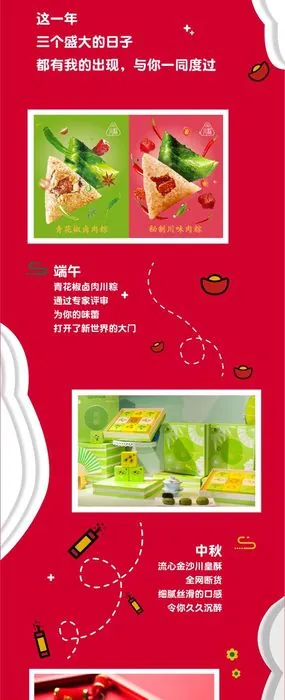 这一年
三个盛大的日子
都有我的出现，与你一同度过
青花椒卤肉粽
秘制川味肉粽
端午
青花椒卤肉川粽
通过专家评审
为你的味蕾
打开了新世界的大门
中秋
流心金沙川皇酥
全网断货
细腻丝滑的口感
令你久久沉醉